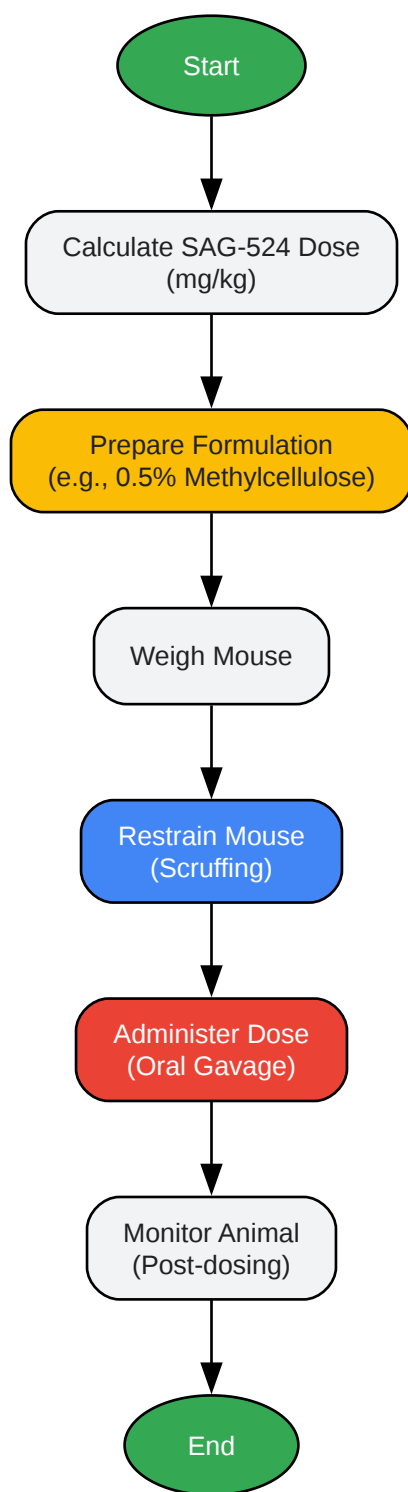 Start
Calculate SAG-524 Dose
(mg/kg)
Prepare Formulation
(e.g., 0.5% Methylcellulose)
Weigh Mouse
Restrain Mouse
(Scruffing)
Administer Dose
(Oral Gavage)
Monitor Animal
(Post-dosing)
End